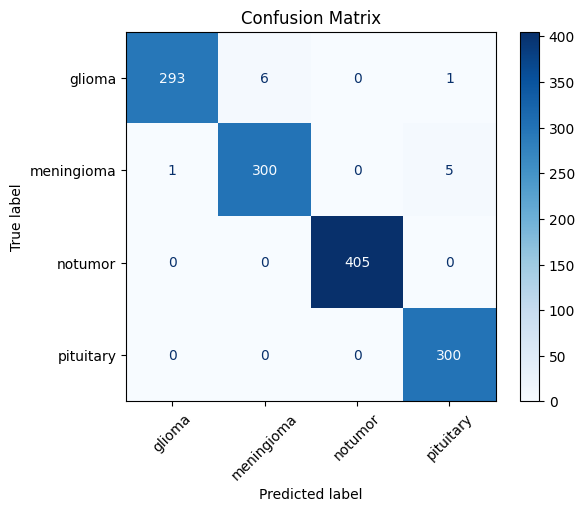 Confusion Matrix
True label
glioma 293 6 0 1
meningioma 1 300 0 5
notumor 0 0 405 0
pituitary 0 0 0 300
glioma meningioma notumor pituitary
Predicted label
400
350
300
250
200
150
100
50
0